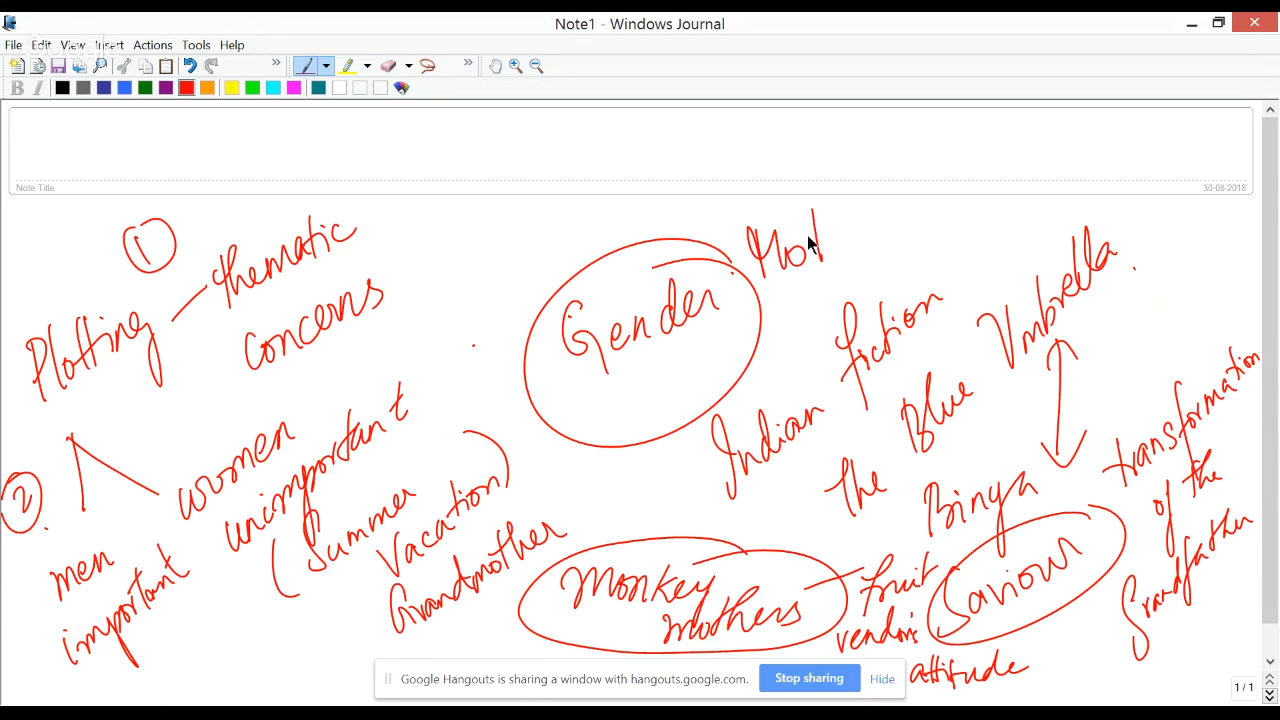 Note1 - Windows Journal
File Edit View Insert Actions Tools Help
Note Title
30-08-2018
1
Plotting - thematic
concerns
2
men
important
women
unimportant
(Summer
Vacation)
Grandmother
Gender
Indian fiction
The Blue Umbrella
Binya
Saviour
transformation
of the
Grandfather
Monkey
mothers
fruit
vendor's
attitude
Google Hangouts is sharing a window with hangouts.google.com.
Stop sharing
Hide
1 / 1